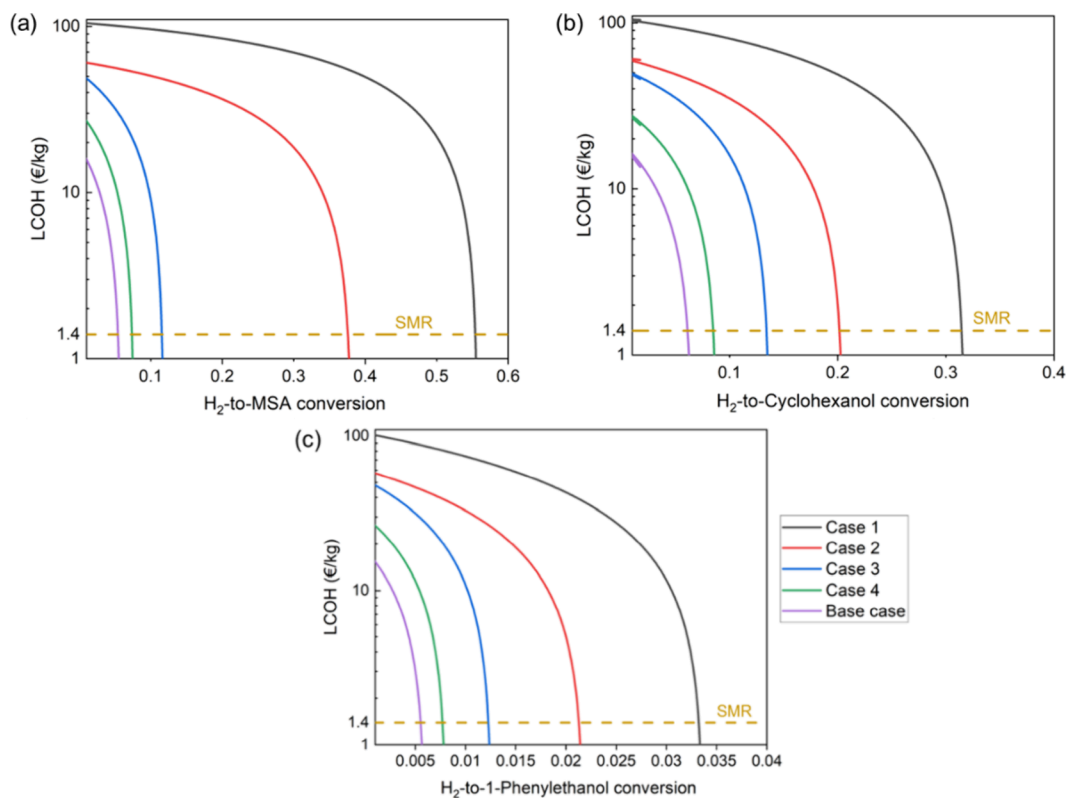 (a)
100
10
1.4
1
LCOH (€/kg)
SMR
0.1 0.2 0.3 0.4 0.5 0.6
H₂-to-MSA conversion
(b)
100
10
1.4
1
LCOH (€/kg)
SMR
0.1 0.2 0.3 0.4
H₂-to-Cyclohexanol conversion
(c)
100
10
1.4
1
LCOH (€/kg)
SMR
0.005 0.01 0.015 0.02 0.025 0.03 0.035 0.04
H₂-to-1-Phenylethanol conversion
Case 1
Case 2
Case 3
Case 4
Base case